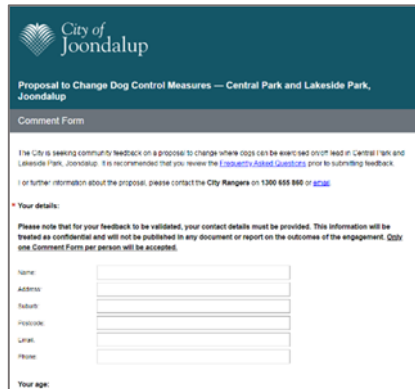 City of
Joondalup
Proposal to Change Dog Control Measures — Central Park and Lakeside Park,
Joondalup
Comment Form
The City is seeking community feedback on a proposal to change where dogs can be exercised on/off lead in Central Park and
Lakeside Park, Joondalup. It is recommended that you review the Frequently Asked Questions prior to submitting feedback.
For further information about the proposal, please contact the City Rangers on 1300 655 860 or email.
* Your details:
Please note that for your feedback to be validated, your contact details must be provided. This information will be
treated as confidential and will not be published in any document or report on the outcomes of the engagement. Only
one Comment Form per person will be accepted.
Name:
Address:
Suburb:
Postcode:
Email:
Phone:
Your age: